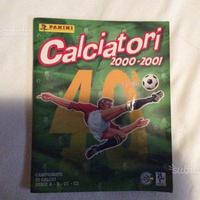 PANINI
Calciatori
2000-2001
40
CAMPIONATO
DI CALCIO
SERIE A - B - C1 - C2